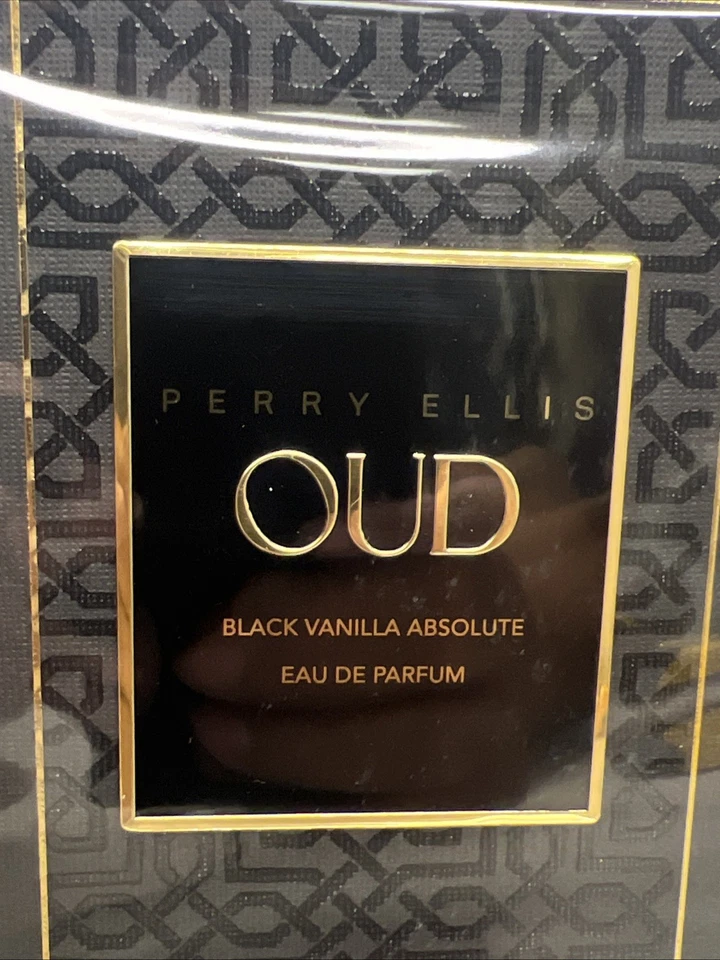 PERRY ELLIS
OUD
BLACK VANILLA ABSOLUTE
EAU DE PARFUM